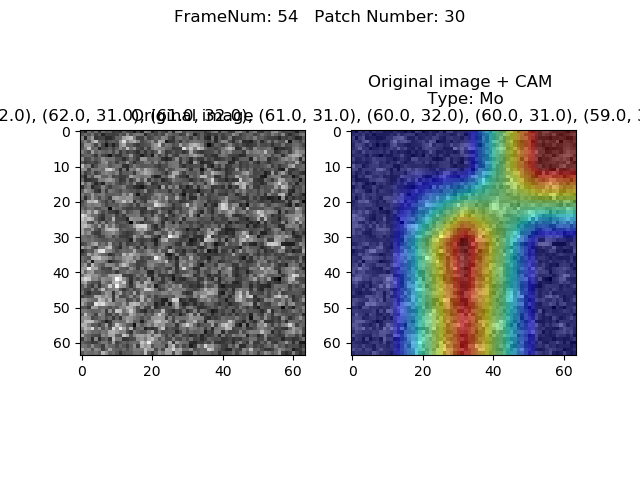 FrameNum: 54   Patch Number: 30
Original image + CAM
Type: Mo
2.0), (62.0, 31.0), (61.0, 32.0), (61.0, 31.0), (60.0, 32.0), (60.0, 31.0), (59.0, 3
Original image
0
10
20
30
40
50
60
0 20 40 60
0
10
20
30
40
50
60
20 40 60